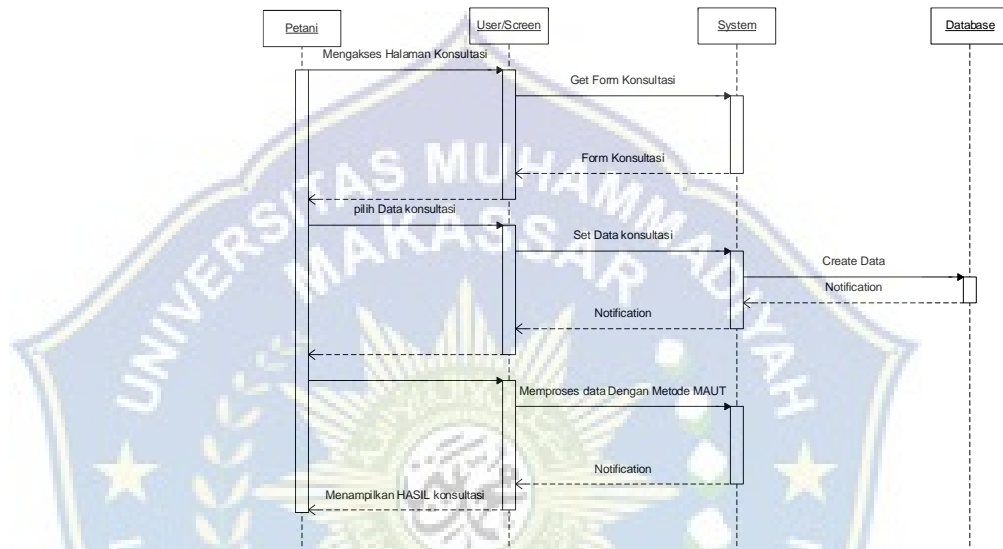 Petani
User/Screen
System
Database
Mengakses Halaman Konsultasi
Get Form Konsultasi
Form Konsultasi
pilih Data konsultasi
Set Data konsultasi
Create Data
Notification
Notification
Memproses data Dengan Metode MAUT
Notification
Menampilkan HASIL konsultasi
UNIVERSITAS MUHAMMADIYAH
MAKASSAR